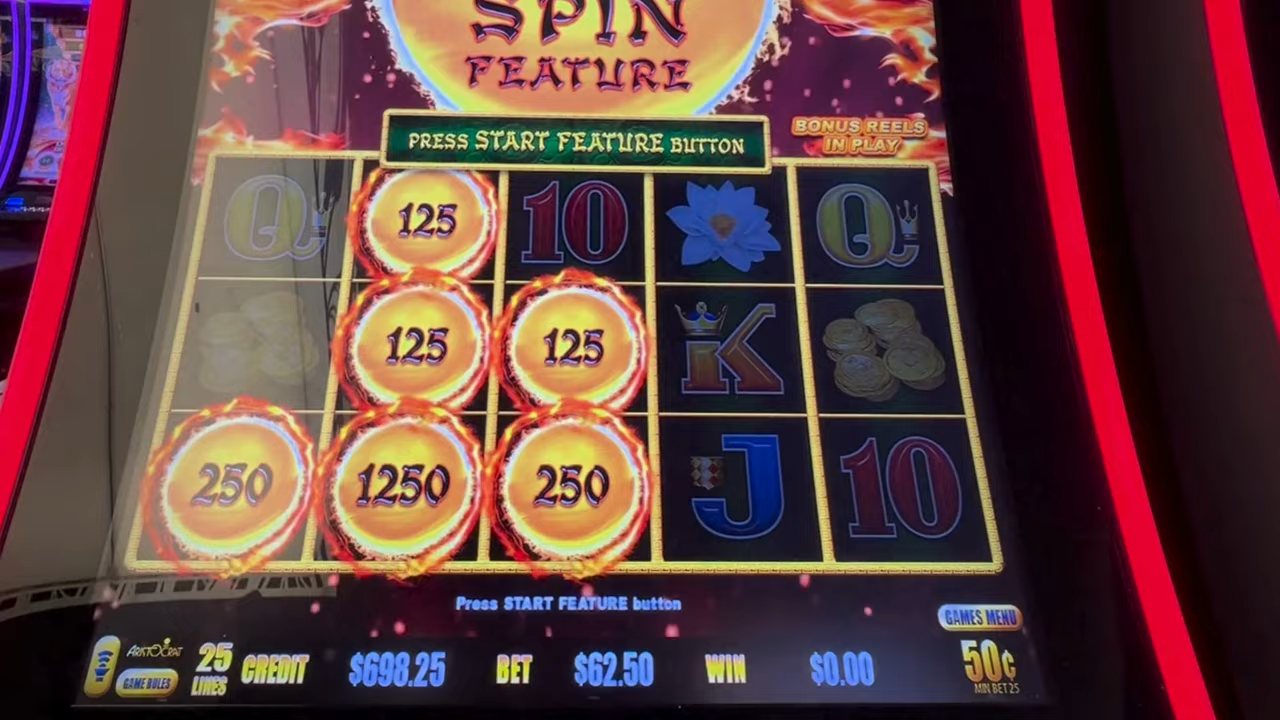 SPIN
FEATURE
PRESS START FEATURE BUTTON
BONUS REELS
IN PLAY
Q 125 10 Q
125 125 K
250 1250 250 J 10
Press START FEATURE button
GAMES MENU
ARISTOCRAT
GAME RULES
25
LINES
CREDIT $698.25 BET $62.50 WIN $0.00
50¢
MIN BET 25